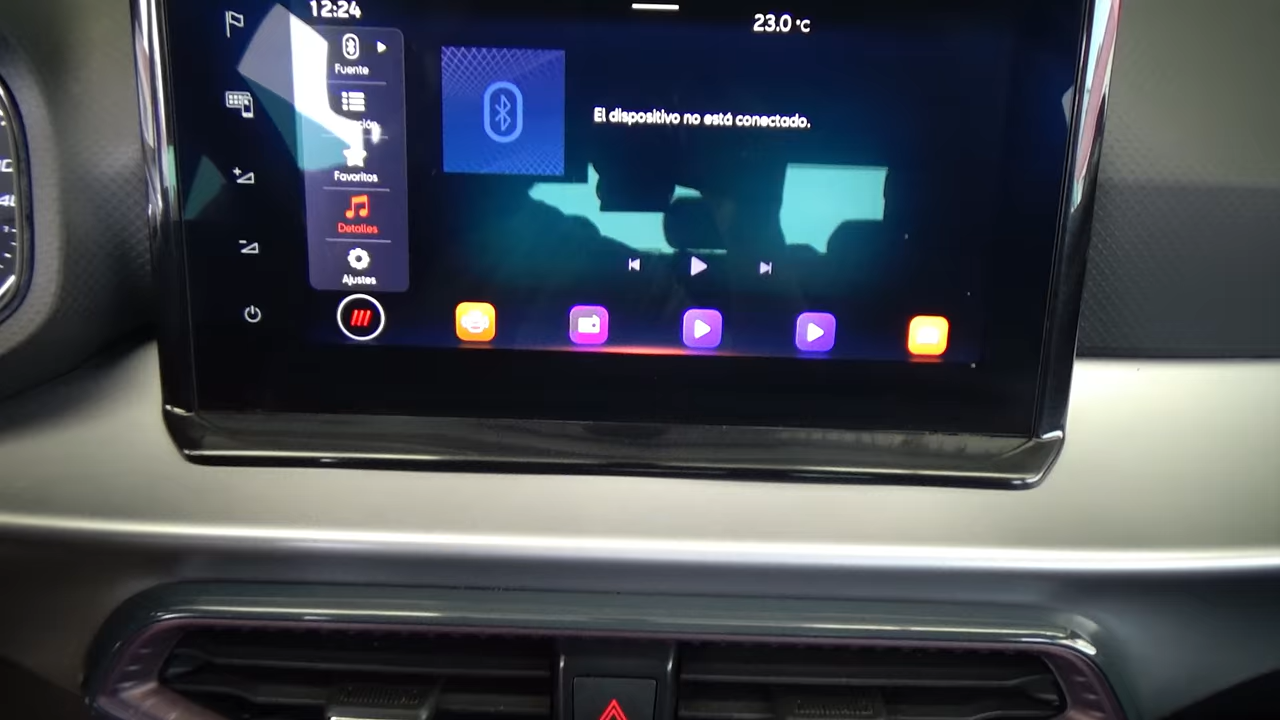 12:24
23.0 °C
Fuente
El dispositivo no está conectado.
Favoritos
Detalles
Ajustes